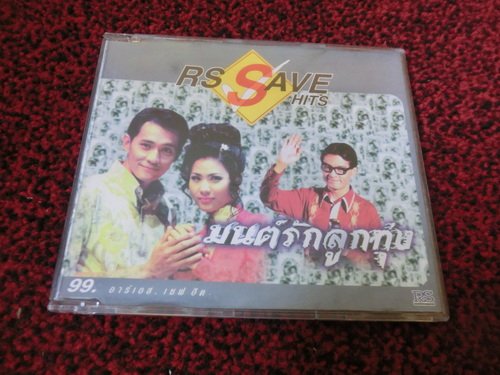 RS SAVE
HITS
มนต์รักลูกทุ่ง
99. อาร์เอส. เซฟ ฮิต.
RS